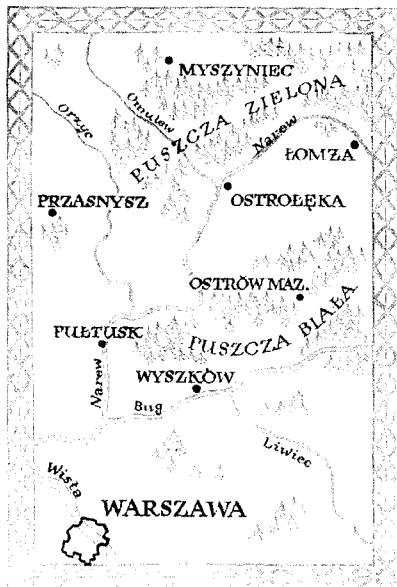 MYSZYNIEC
Orzyc
Omulew
PUSZCZA ZIELONA
Narew
ŁOMŻA
PRZASNYSZ
OSTROŁĘKA
OSTRÓW MAZ.
PUŁTUSK
PUSZCZA BIAŁA
Narew
WYSZKÓW
Bug
Liwiec
Wisła
WARSZAWA